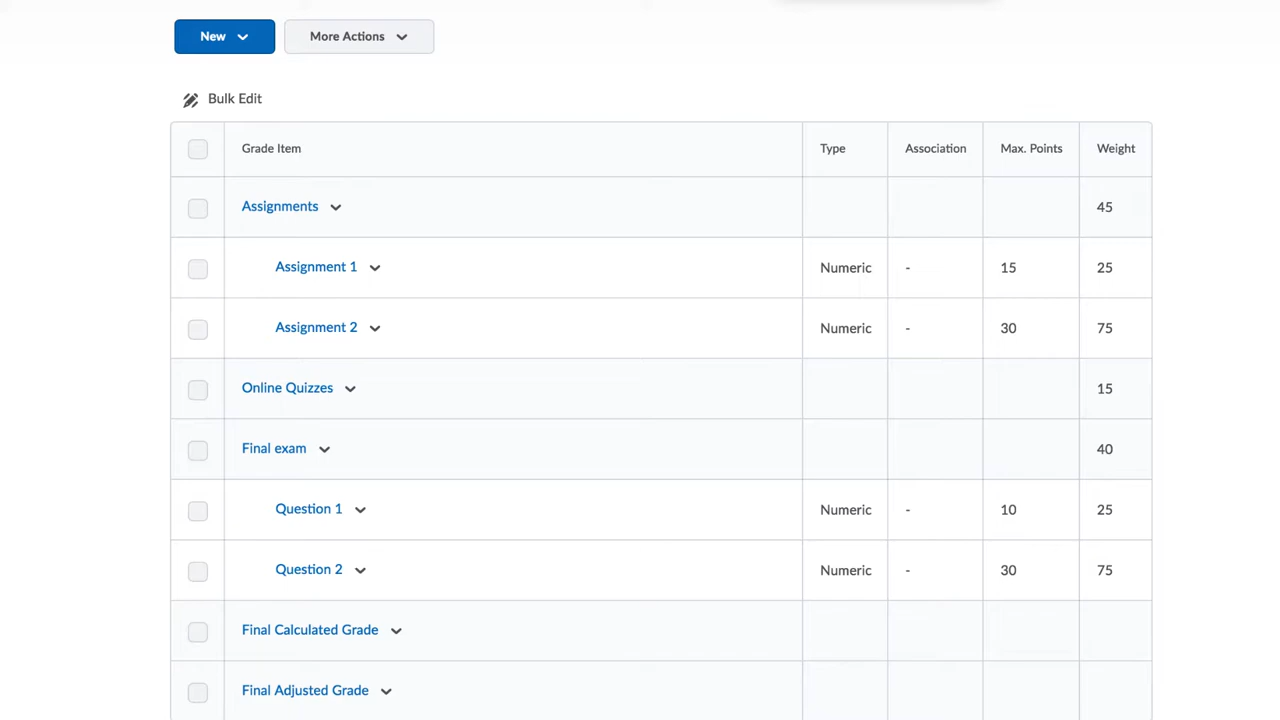 New More Actions
Bulk Edit
Grade Item Type Association Max. Points Weight
Assignments 45
Assignment 1 Numeric - 15 25
Assignment 2 Numeric - 30 75
Online Quizzes 15
Final exam 40
Question 1 Numeric - 10 25
Question 2 Numeric - 30 75
Final Calculated Grade
Final Adjusted Grade